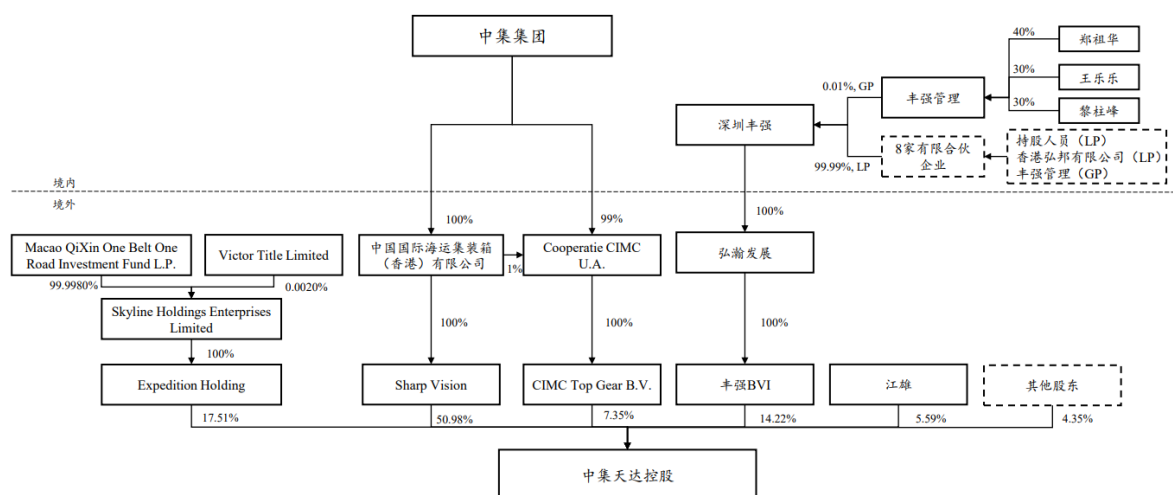 中集集团
40%
郑祖华
30%
王乐乐
30%
黎柱峰
0.01%, GP
丰强管理
深圳丰强
99.99%, LP
8家有限合伙
企业
持股人员（LP）
香港弘邦有限公司（LP）
丰强管理（GP）
境内
境外
100%
99%
100%
Macao QiXin One Belt One
Road Investment Fund L.P.
Victor Title Limited
中国国际海运集装箱
（香港）有限公司
1%
Cooperatie CIMC
U.A.
弘瀚发展
99.9980%
0.0020%
Skyline Holdings Enterprises
Limited
100%
100%
100%
100%
Expedition Holding
Sharp Vision
CIMC Top Gear B.V.
丰强BVI
江雄
其他股东
17.51%
50.98%
7.35%
14.22%
5.59%
4.35%
中集天达控股